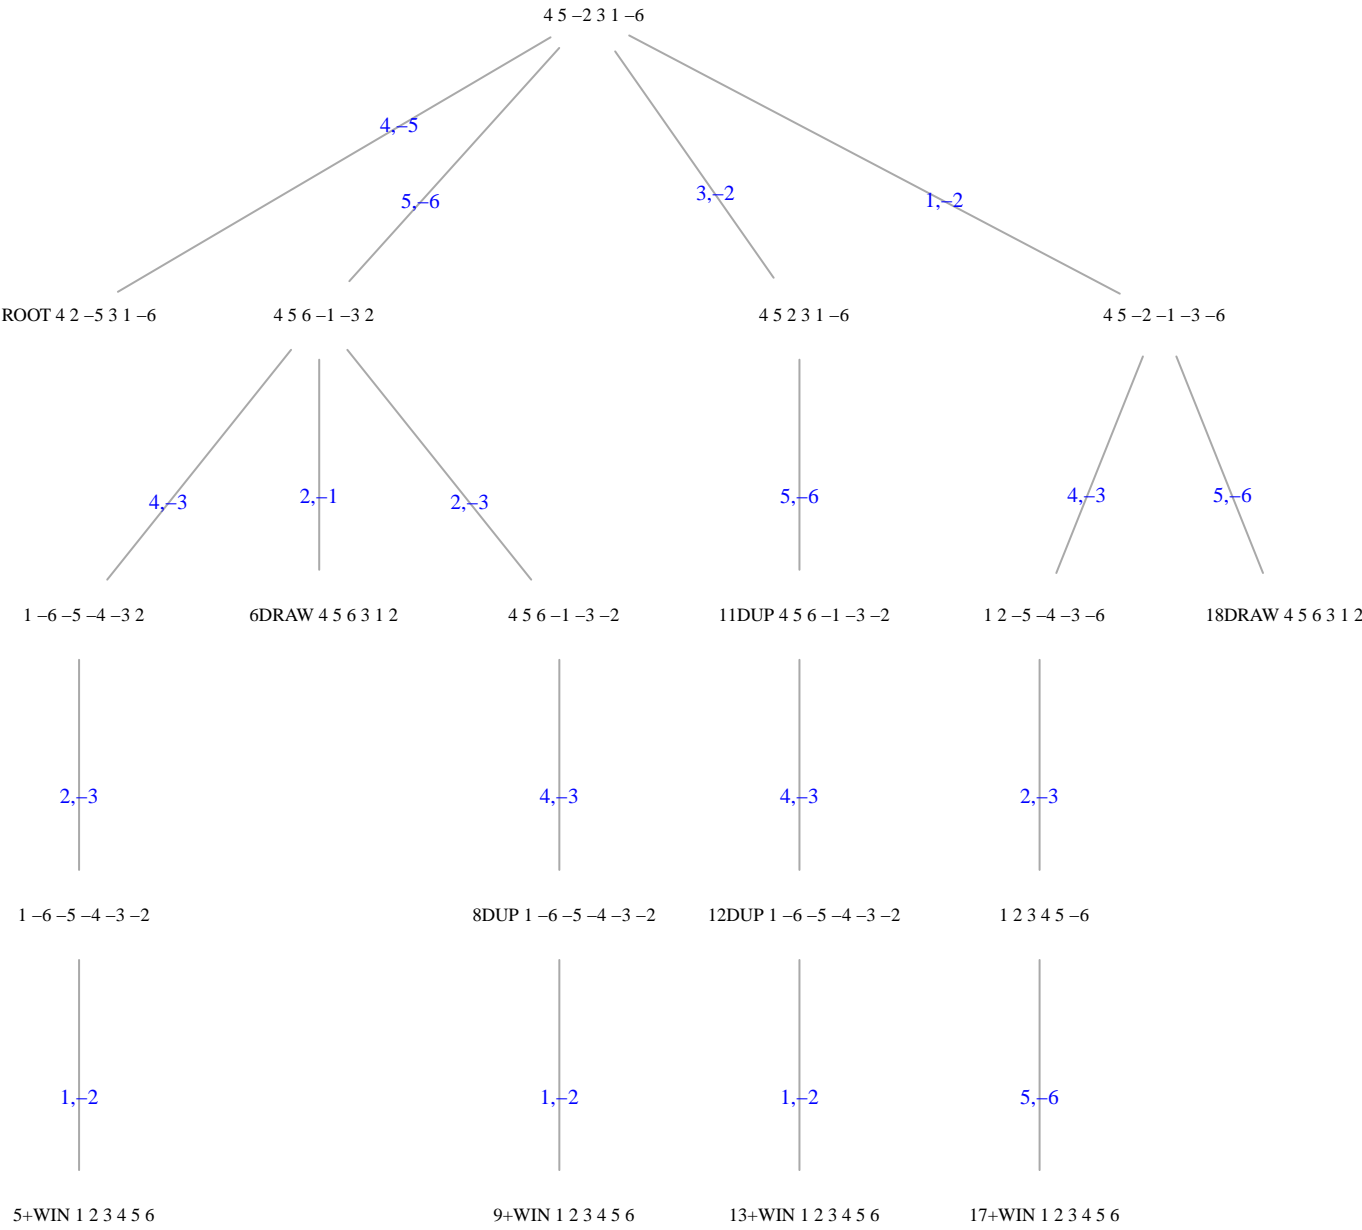 4 5 –2 3 1 –6
4,–5
5,–6
3,–2
1,–2
ROOT 4 2 –5 3 1 –6
4 5 6 –1 –3 2
4 5 2 3 1 –6
4 5 –2 –1 –3 –6
4,–3
2,–1
2,–3
5,–6
4,–3
5,–6
1 –6 –5 –4 –3 2
6DRAW 4 5 6 3 1 2
4 5 6 –1 –3 –2
11DUP 4 5 6 –1 –3 –2
1 2 –5 –4 –3 –6
18DRAW 4 5 6 3 1 2
2,–3
4,–3
4,–3
2,–3
1 –6 –5 –4 –3 –2
8DUP 1 –6 –5 –4 –3 –2
12DUP 1 –6 –5 –4 –3 –2
1 2 3 4 5 –6
1,–2
1,–2
1,–2
5,–6
5+WIN 1 2 3 4 5 6
9+WIN 1 2 3 4 5 6
13+WIN 1 2 3 4 5 6
17+WIN 1 2 3 4 5 6